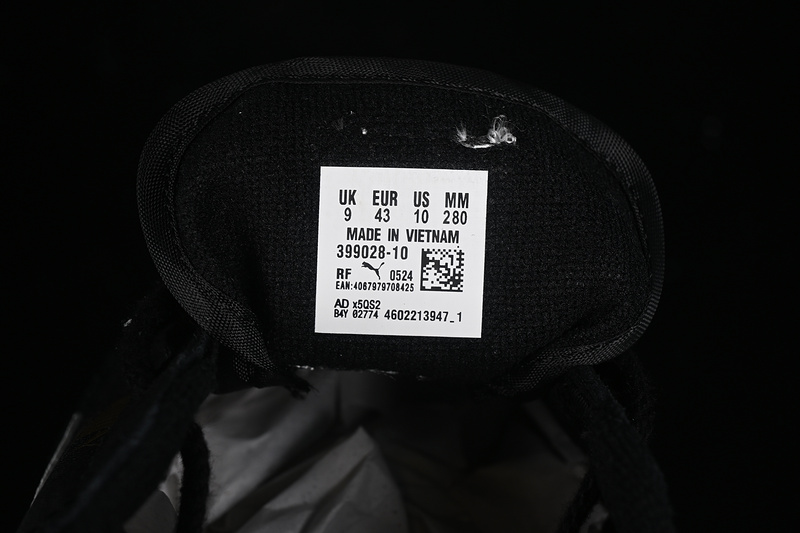 UK EUR US MM
9 43 10 280
MADE IN VIETNAM
399028-10
RF 0524
EAN:4067979708425
AD x5QS2
B4Y 02774 4602213947_1